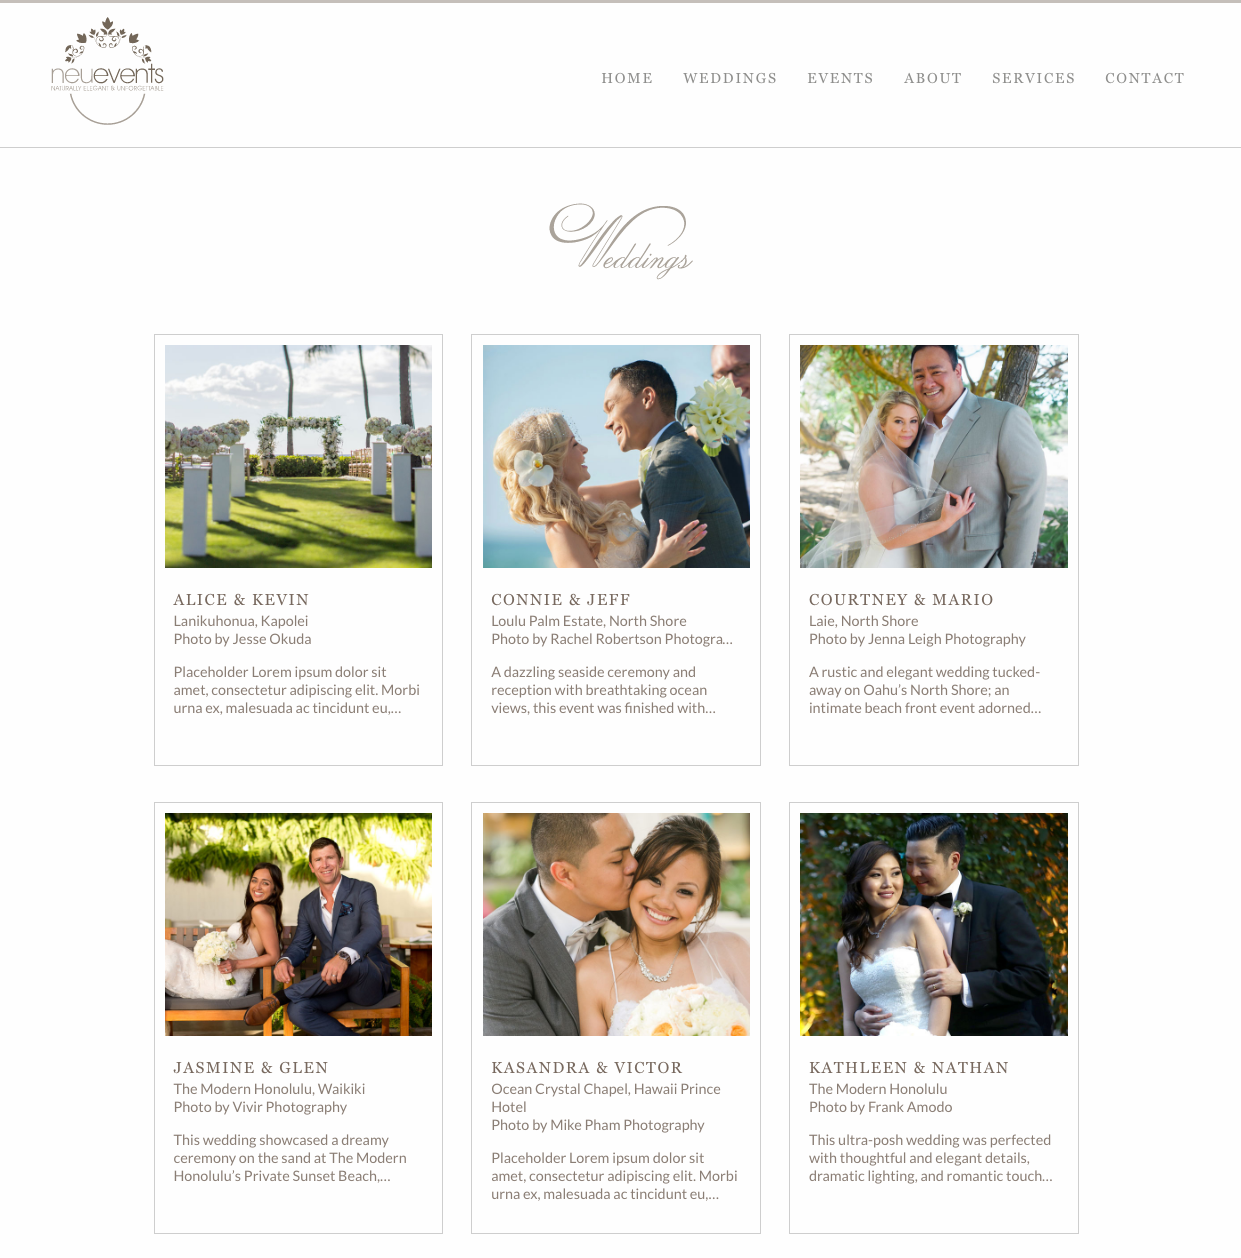 neuevents
NATURALLY ELEGANT & UNFORGETTABLE
HOME WEDDINGS EVENTS ABOUT SERVICES CONTACT
Weddings
ALICE & KEVIN
Lanikuhonua, Kapolei
Photo by Jesse Okuda
Placeholder Lorem ipsum dolor sit
amet, consectetur adipiscing elit. Morbi
urna ex, malesuada ac tincidunt eu,...
CONNIE & JEFF
Loulu Palm Estate, North Shore
Photo by Rachel Robertson Photogra...
A dazzling seaside ceremony and
reception with breathtaking ocean
views, this event was finished with...
COURTNEY & MARIO
Laie, North Shore
Photo by Jenna Leigh Photography
A rustic and elegant wedding tucked-
away on Oahu’s North Shore; an
intimate beach front event adorned...
JASMINE & GLEN
The Modern Honolulu, Waikiki
Photo by Vivir Photography
This wedding showcased a dreamy
ceremony on the sand at The Modern
Honolulu’s Private Sunset Beach,...
KASANDRA & VICTOR
Ocean Crystal Chapel, Hawaii Prince
Hotel
Photo by Mike Pham Photography
Placeholder Lorem ipsum dolor sit
amet, consectetur adipiscing elit. Morbi
urna ex, malesuada ac tincidunt eu,...
KATHLEEN & NATHAN
The Modern Honolulu
Photo by Frank Amodo
This ultra-posh wedding was perfected
with thoughtful and elegant details,
dramatic lighting, and romantic touch...